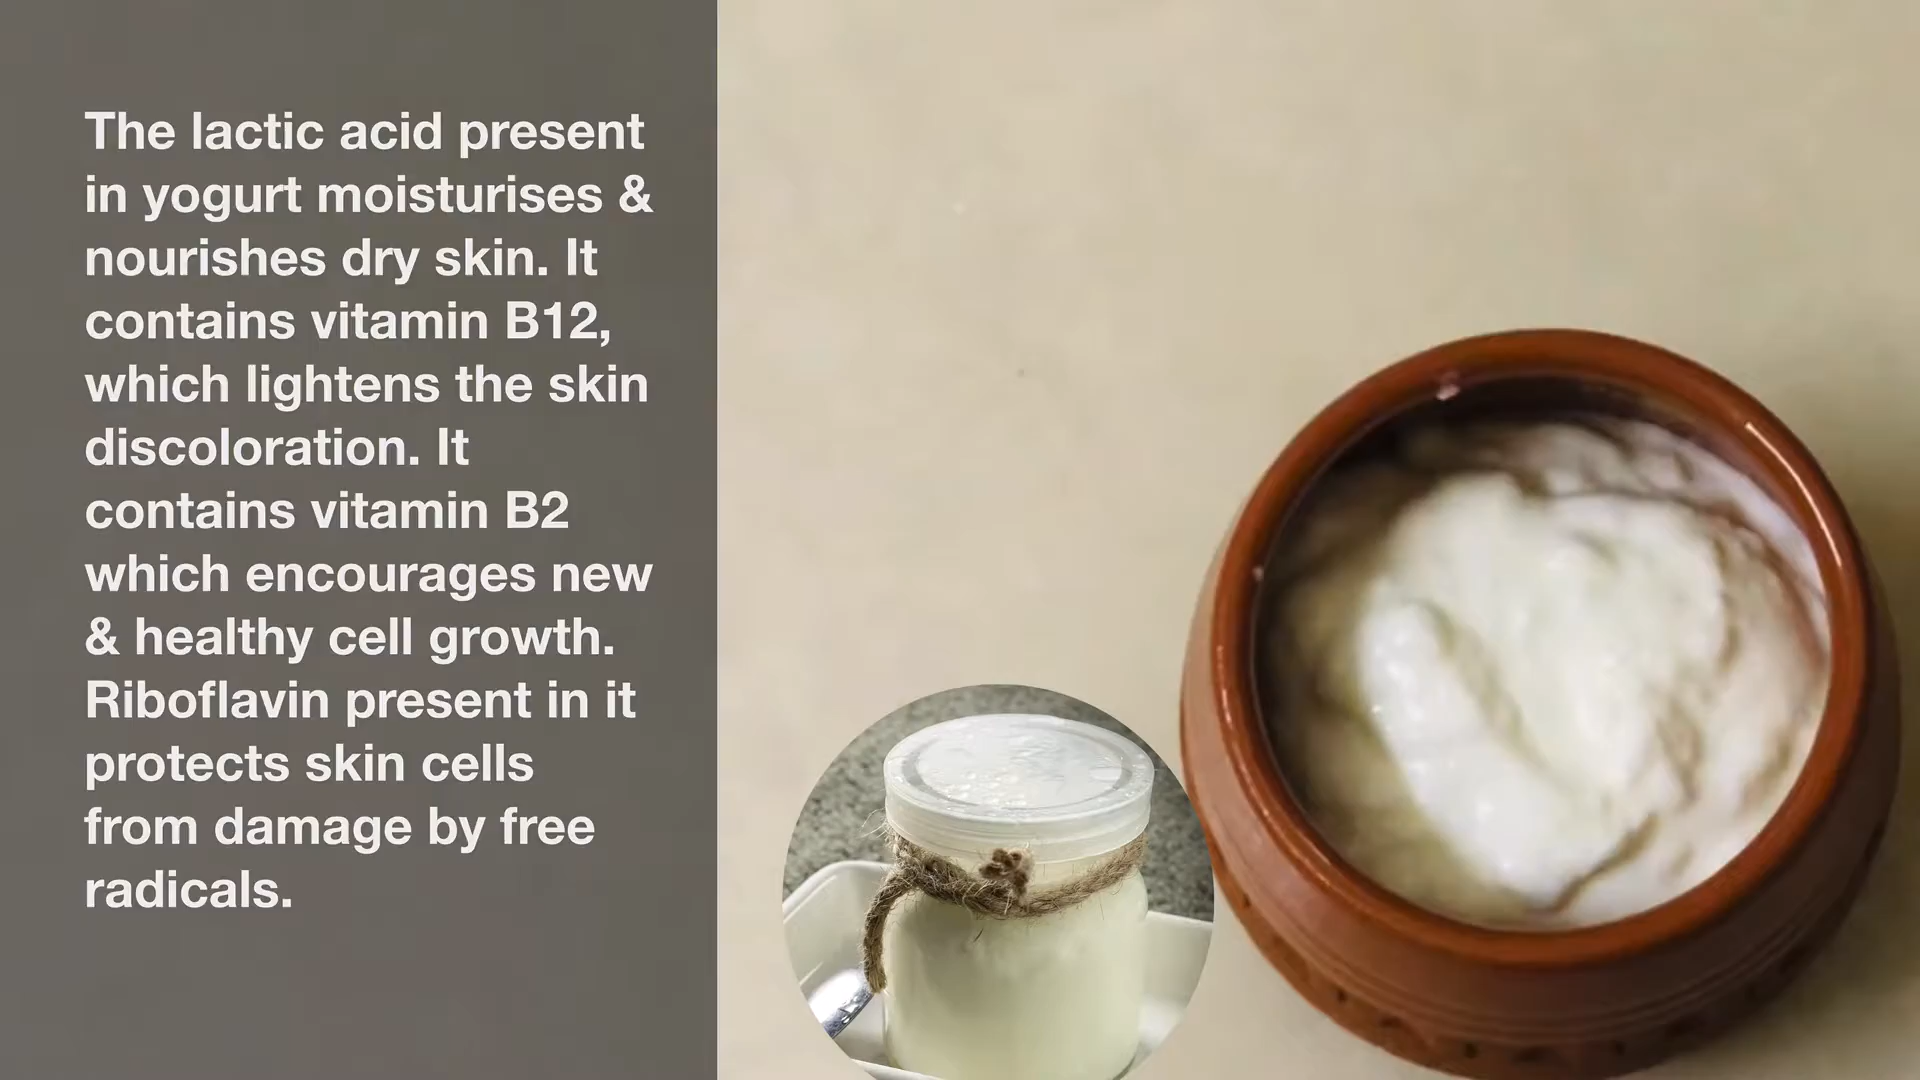 The lactic acid present
in yogurt moisturises &
nourishes dry skin. It
contains vitamin B12,
which lightens the skin
discoloration. It
contains vitamin B2
which encourages new
& healthy cell growth.
Riboflavin present in it
protects skin cells
from damage by free
radicals.